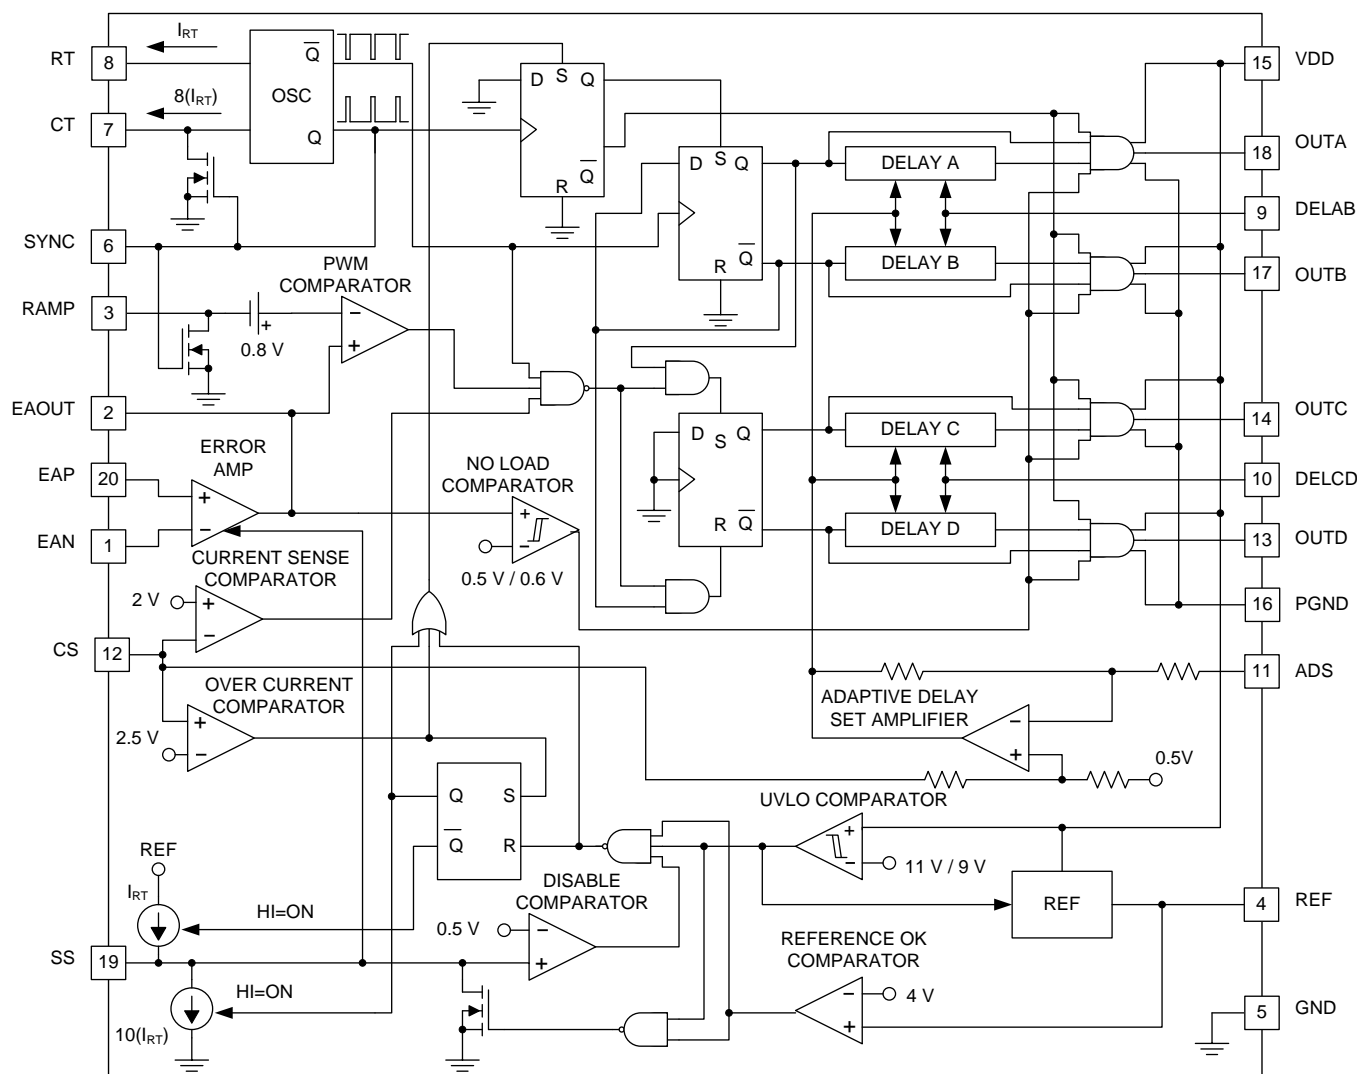 RT
8
I_RT
OSC
Q̅
Q
CT
7
8(I_RT)
D
S
Q
Q̅
R
VDD
15
OUTA
18
DELAY A
DELAB
9
D
S
Q
Q̅
R
SYNC
6
DELAY B
OUTB
17
RAMP
3
0.8 V
+
PWM
COMPARATOR
−
+
EAOUT
2
OUTC
14
DELAY C
D
S
Q
R
Q̅
EAP
20
ERROR
AMP
+
−
NO LOAD
COMPARATOR
+
−
0.5 V / 0.6 V
DELCD
10
DELAY D
OUTD
13
EAN
1
CURRENT SENSE
COMPARATOR
2 V
+
−
PGND
16
CS
12
ADS
11
OVER CURRENT
COMPARATOR
+
−
2.5 V
ADAPTIVE DELAY
SET AMPLIFIER
−
+
0.5V
Q
S
Q̅
R
UVLO COMPARATOR
+
−
11 V / 9 V
REF
I_RT
HI=ON
DISABLE
COMPARATOR
0.5 V
−
+
REF
REF
4
SS
19
REFERENCE OK
COMPARATOR
−
+
4 V
HI=ON
10(I_RT)
GND
5